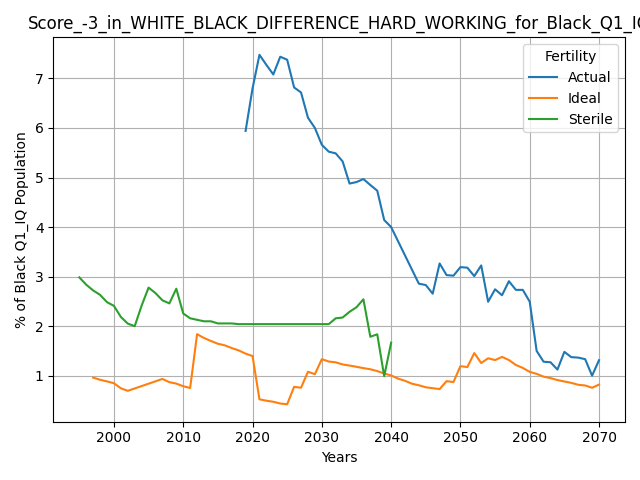 Score_-3_in_WHITE_BLACK_DIFFERENCE_HARD_WORKING_for_Black_Q1_IQ
Fertility
Actual
Ideal
Sterile
% of Black Q1_IQ Population
7
6
5
4
3
2
1
2000 2010 2020 2030 2040 2050 2060 2070
Years